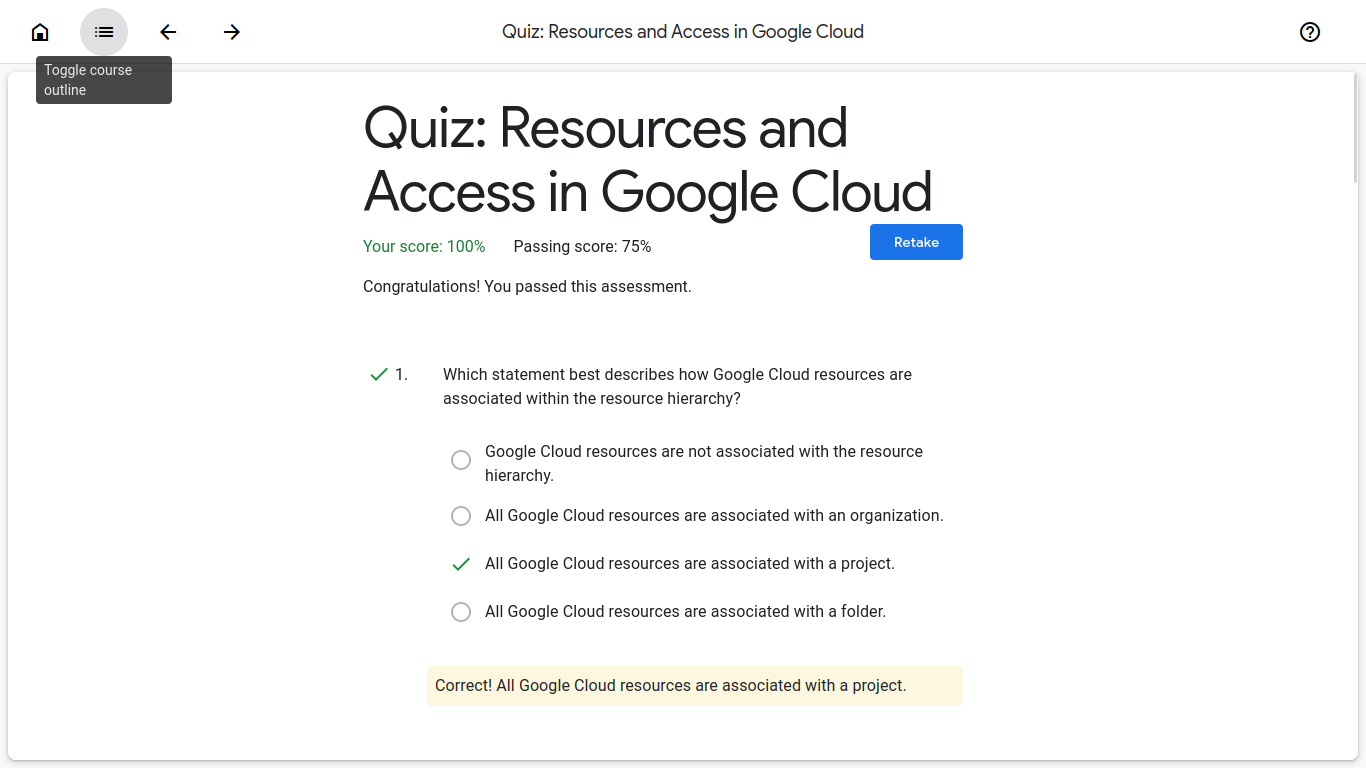 Quiz: Resources and Access in Google Cloud
Toggle course
outline
Quiz: Resources and
Access in Google Cloud
Your score: 100% Passing score: 75% Retake
Congratulations! You passed this assessment.
1. Which statement best describes how Google Cloud resources are
associated within the resource hierarchy?
Google Cloud resources are not associated with the resource
hierarchy.
All Google Cloud resources are associated with an organization.
All Google Cloud resources are associated with a project.
All Google Cloud resources are associated with a folder.
Correct! All Google Cloud resources are associated with a project.